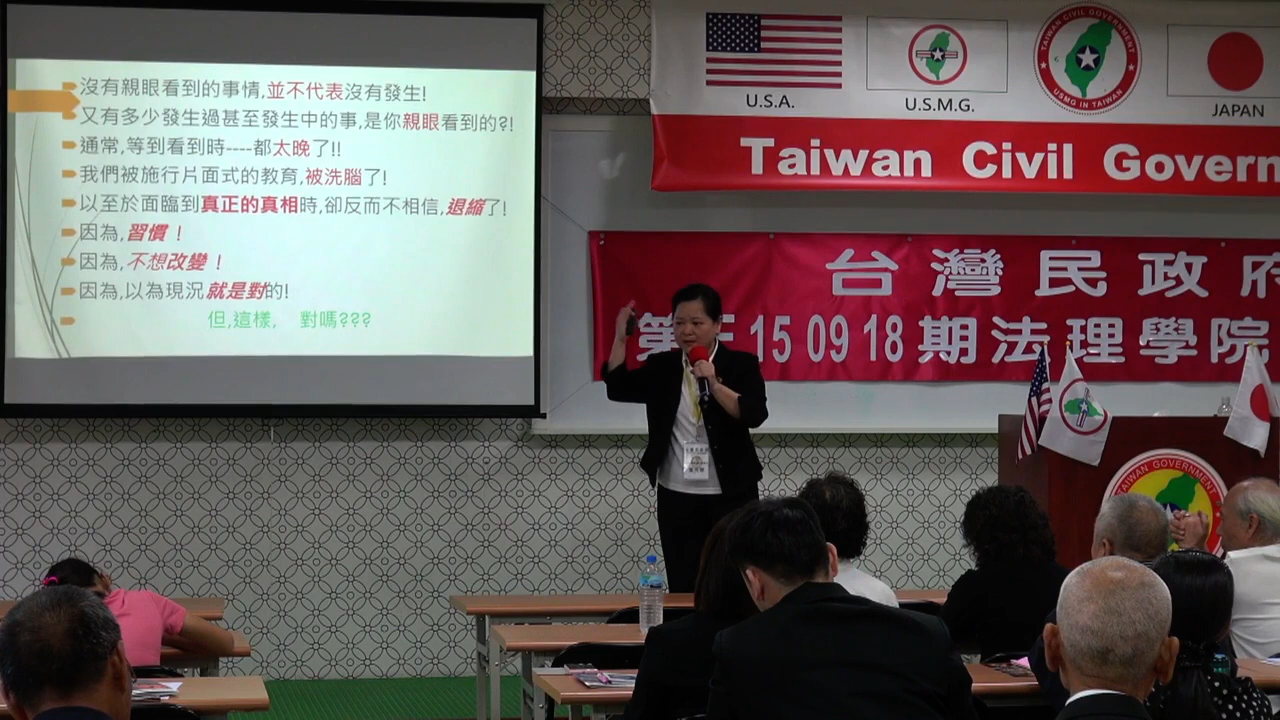 沒有親眼看到的事情,並不代表沒有發生!
又有多少發生過甚至發生中的事,是你親眼看到的?!
通常,等到看到時----都太晚了!!
我們被施行片面式的教育,被洗腦了!
以至於面臨到真正的真相時,卻反而不相信,退縮了!
因為,習慣！
因為,不想改變！
因為,以為現況就是對的!
但,這樣, 對嗎???
U.S.A.
U.S.M.G.
TAIWAN CIVIL GOVERNMENT
USMG IN TAIWAN
JAPAN
Taiwan Civil Govern
台灣民政府
第 15 09 18 期法理學院
TAIWAN GOVERNMENT